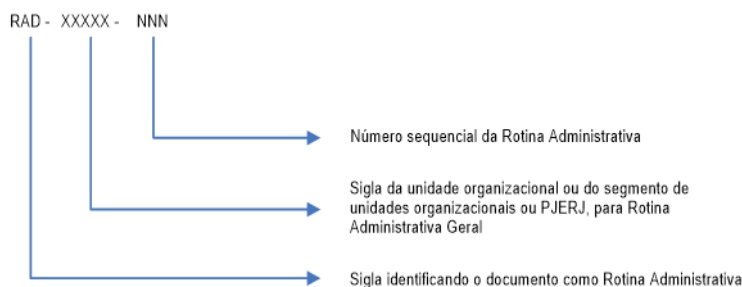 RAD - XXXXX - NNN
Número sequencial da Rotina Administrativa
Sigla da unidade organizacional ou do segmento de
unidades organizacionais ou PJERJ, para Rotina
Administrativa Geral
Sigla identificando o documento como Rotina Administrativa